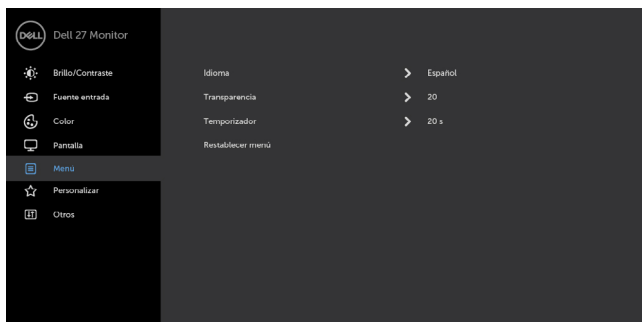 DELL Dell 27 Monitor
Brillo/Contraste Idioma Español
Fuente entrada Transparencia 20
Color Temporizador 20 s
Pantalla Restablecer menú
Menú
Personalizar
Otros